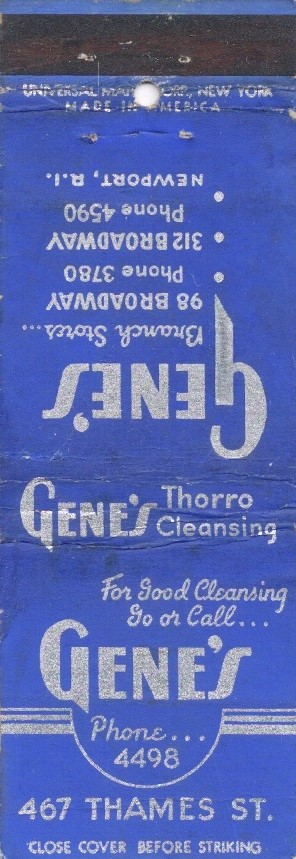 UNIVERSAL MATCH CORP., NEW YORK
MADE IN AMERICA
GENE'S
Branch Stores...
98 BROADWAY
• Phone 3780 •
312 BROADWAY
Phone 4590 •
NEWPORT, R.I.
GENE'S Thorro
Cleansing
For Good Cleansing
Go or Call...
GENE'S
Phone...
4498
467 THAMES ST.
CLOSE COVER BEFORE STRIKING